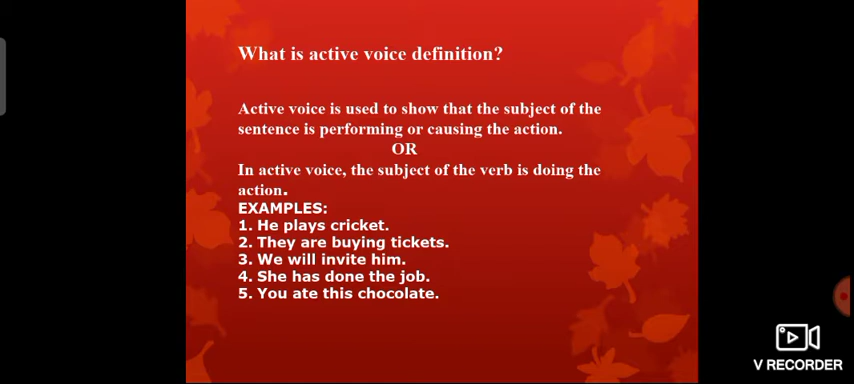 What is active voice definition?
Active voice is used to show that the subject of the
sentence is performing or causing the action.
OR
In active voice, the subject of the verb is doing the
action.
EXAMPLES:
1. He plays cricket.
2. They are buying tickets.
3. We will invite him.
4. She has done the job.
5. You ate this chocolate.
V RECORDER